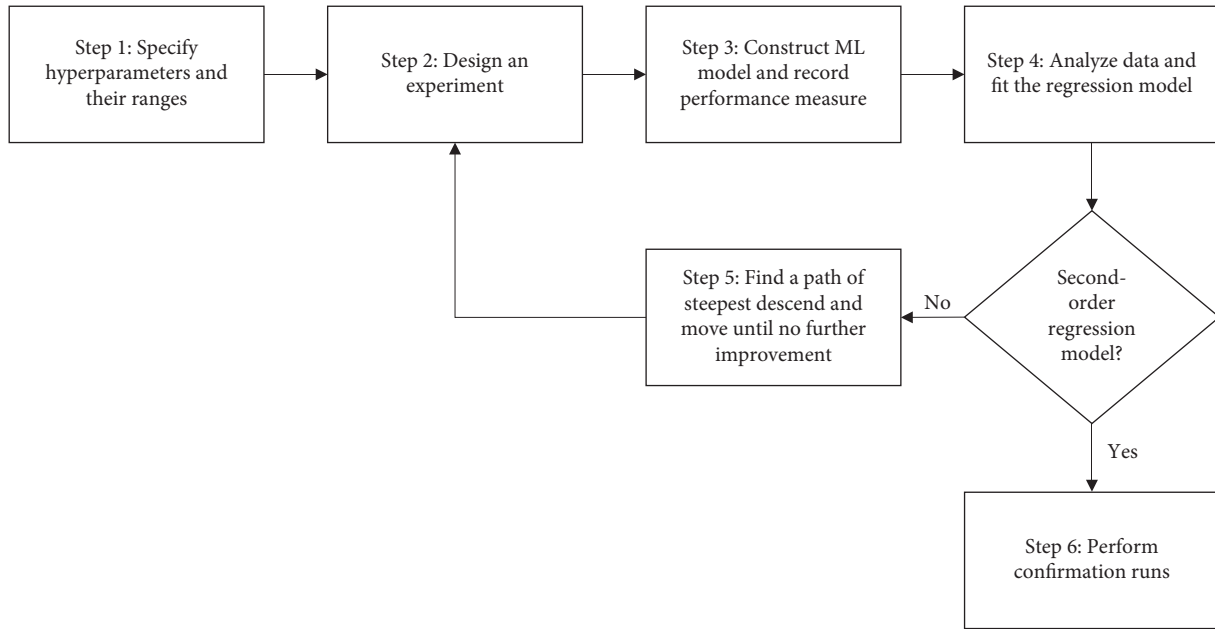 Step 1: Specify
hyperparameters and
their ranges
Step 2: Design an
experiment
Step 3: Construct ML
model and record
performance measure
Step 4: Analyze data and
fit the regression model
Second-
order
regression
model?
No
Step 5: Find a path of
steepest descend and
move until no further
improvement
Yes
Step 6: Perform
confirmation runs